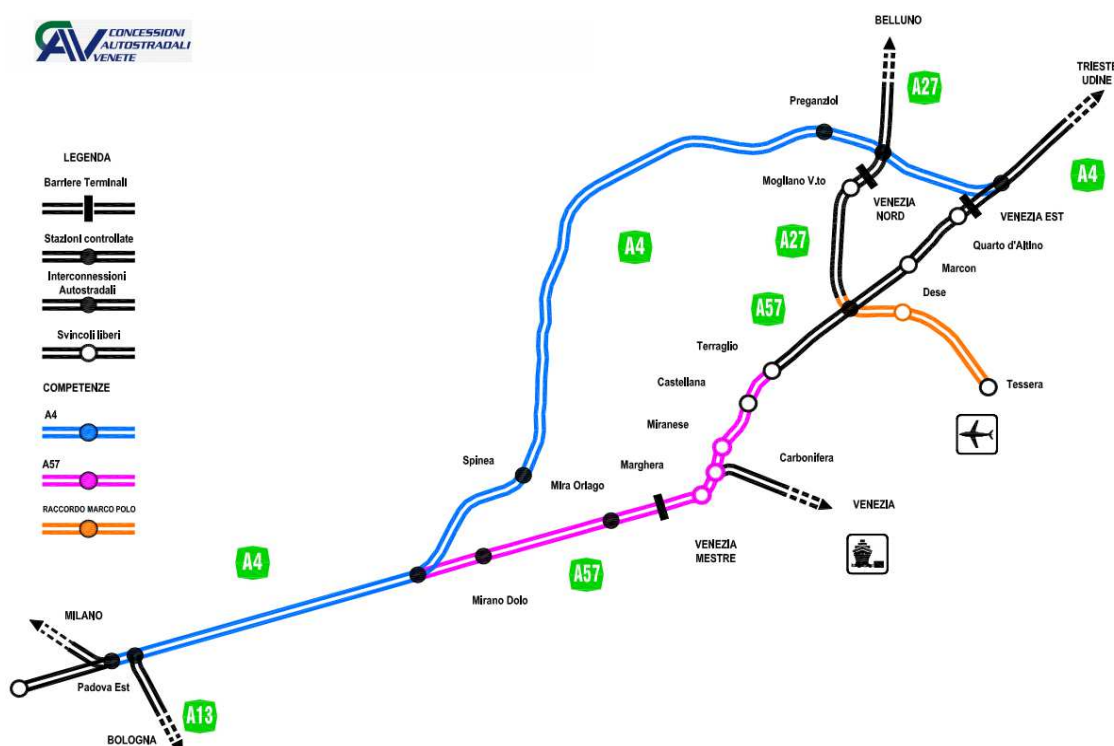 CAV CONCESSIONI
AUTOSTRADALI
VENETE
BELLUNO
TRIESTE
UDINE
A27
Preganziol
A4
LEGENDA
Barriere Terminali
Mogliano V.to
VENEZIA
NORD
VENEZIA EST
Stazioni controllate
A4
A27
Quarto d'Altino
Interconnessioni
Autostradali
Marcon
Dese
A57
Svincoli liberi
Terraglio
COMPETENZE
Castellana
Tessera
A4
Miranese
Spinea
Marghera
Carbonifera
A57
Mira Oriago
VENEZIA
RACCORDO MARCO POLO
VENEZIA
MESTRE
A4
A57
Mirano Dolo
MILANO
Padova Est
A13
BOLOGNA